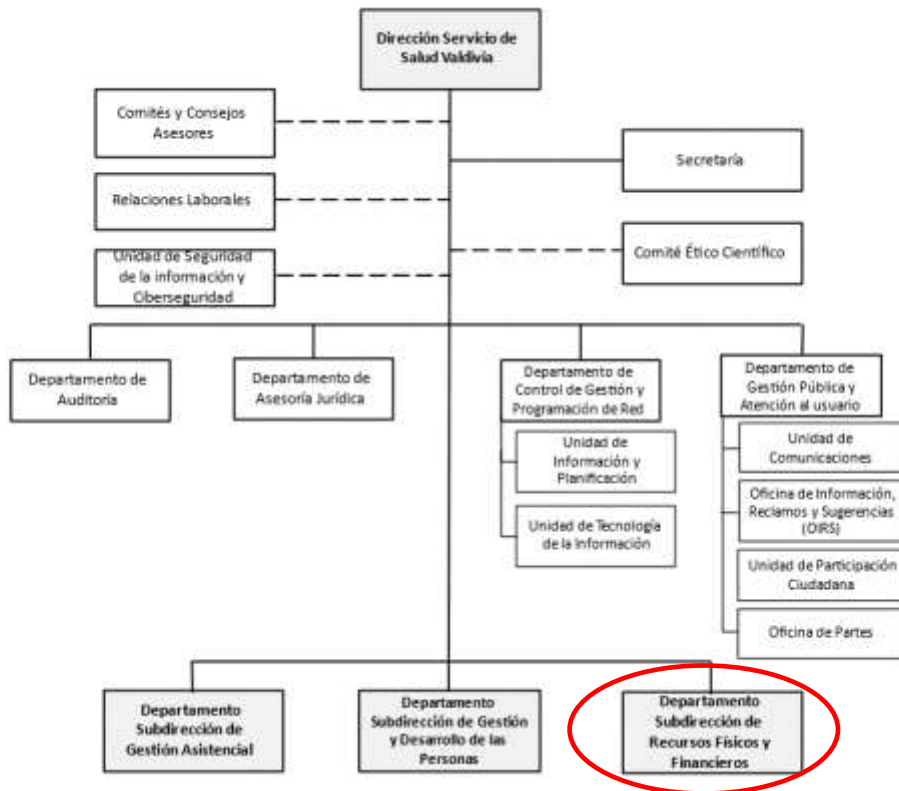 Dirección Servicio de
Salud Valdivia
Comités y Consejos
Asesores
Secretaría
Relaciones Laborales
Comité Ético Científico
Unidad de Seguridad
de la información y
Ciberseguridad
Departamento de
Auditoría
Departamento de
Asesoría Jurídica
Departamento de
Control de Gestión y
Programación de Red
Unidad de
Información y
Planificación
Unidad de Tecnología
de la Información
Departamento de
Gestión Pública y
Atención al usuario
Unidad de
Comunicaciones
Oficina de Información,
Reclamos y Sugerencias
(OIRS)
Unidad de Participación
Ciudadana
Oficina de Partes
Departamento
Subdirección de
Gestión Asistencial
Departamento
Subdirección de Gestión
y Desarrollo de las
Personas
Departamento
Subdirección de
Recursos Físicos y
Financieros